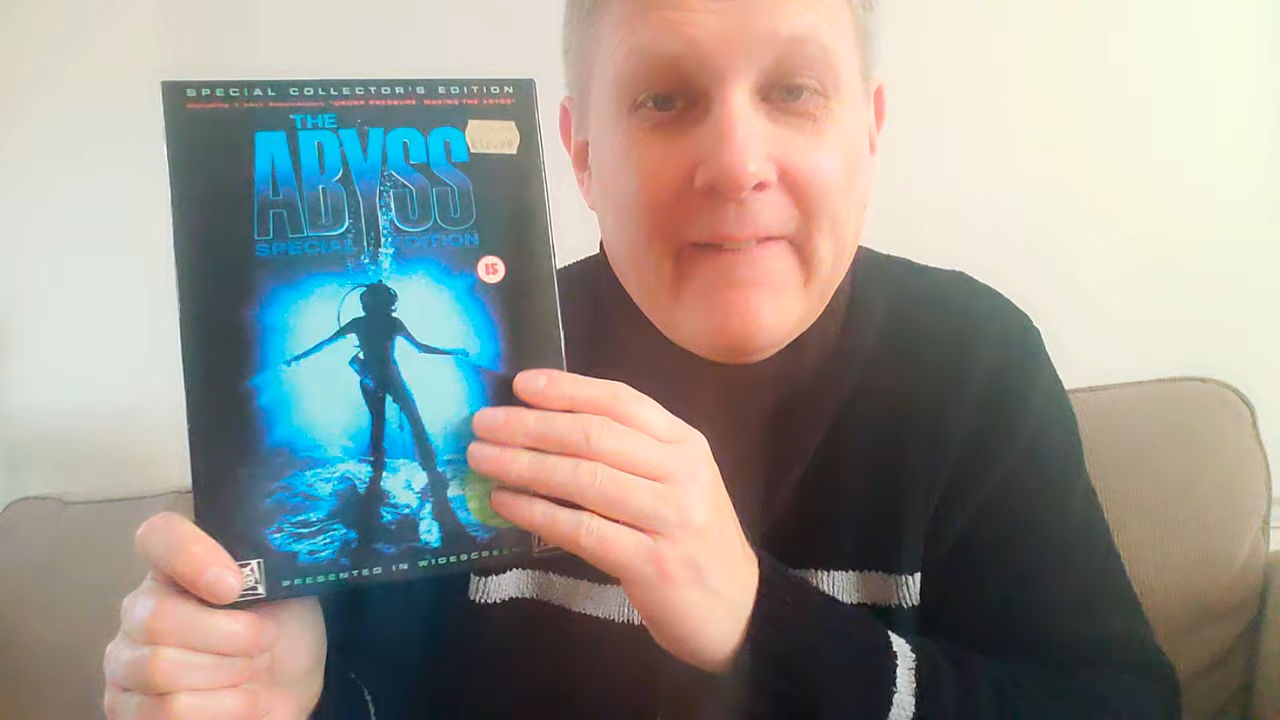 SPECIAL COLLECTOR'S EDITION
"UNDER PRESSURE: MAKING THE ABYSS"
THE
ABYSS
SPECIAL EDITION
15
PRESENTED IN WIDESCREEN